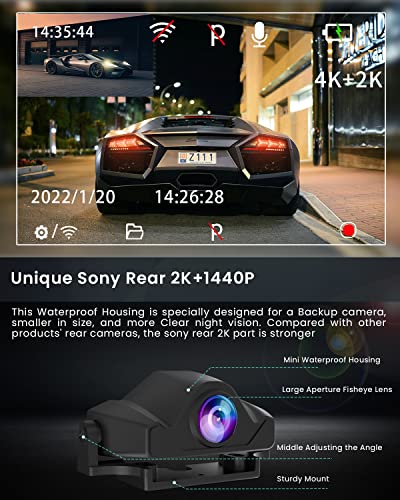 14:35:44
P
4K+2K
Z111
2022/1/20 14:26:28
P
Unique Sony Rear 2K+1440P
This Waterproof Housing is specially designed for a Backup camera,
smaller in size, and more Clear night vision. Compared with other
products' rear cameras, the sony rear 2K part is stronger
Mini Waterproof Housing
Large Aperture Fisheye Lens
Middle Adjusting the Angle
Sturdy Mount